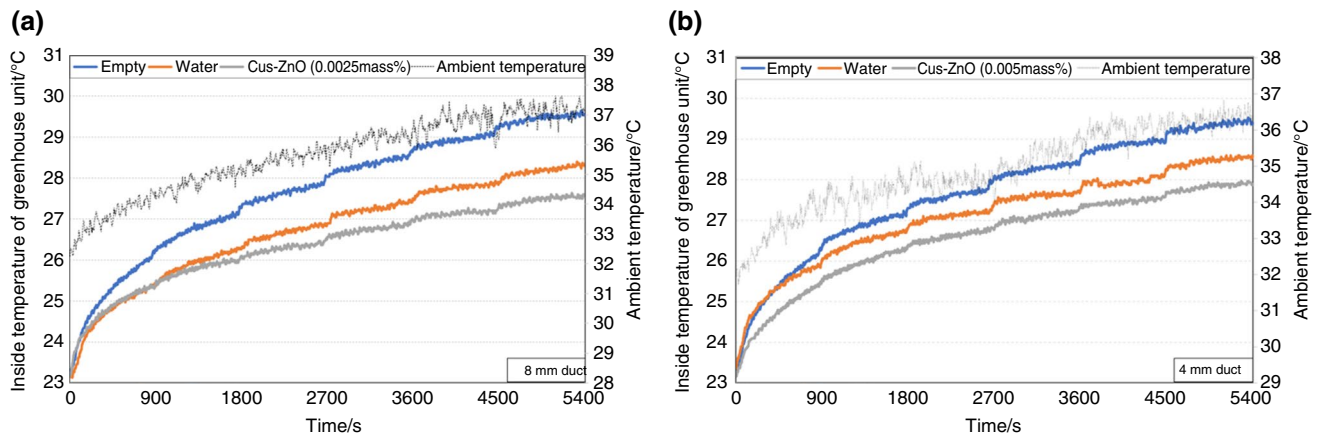 (a)
31
30
29
28
27
26
25
24
23
Inside temperature of greenhouse unit/°C
Empty Water Cus-ZnO (0.0025mass%) Ambient temperature
39
38
37
36
35
34
33
32
31
30
29
28
Ambient temperature/°C
8 mm duct
0 900 1800 2700 3600 4500 5400
Time/s
(b)
31
30
29
28
27
26
25
24
23
Inside temperature of greenhouse unit/°C
Empty Water Cus-ZnO (0.005mass%) Ambient temperature
38
37
36
35
34
33
32
31
30
29
Ambient temperature/°C
4 mm duct
0 900 1800 2700 3600 4500 5400
Time/s